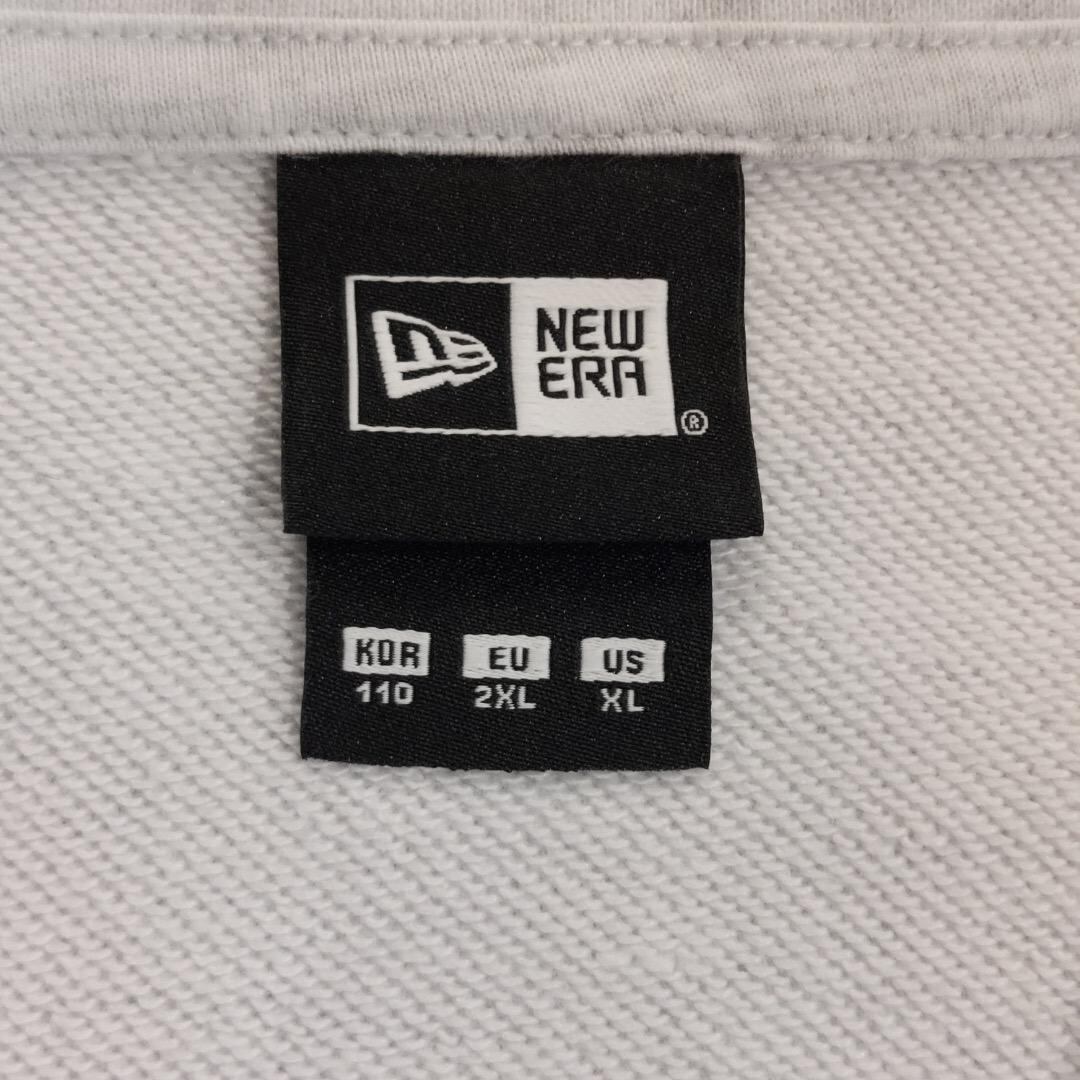 NEW
ERA
®
KOR EU US
110 2XL XL